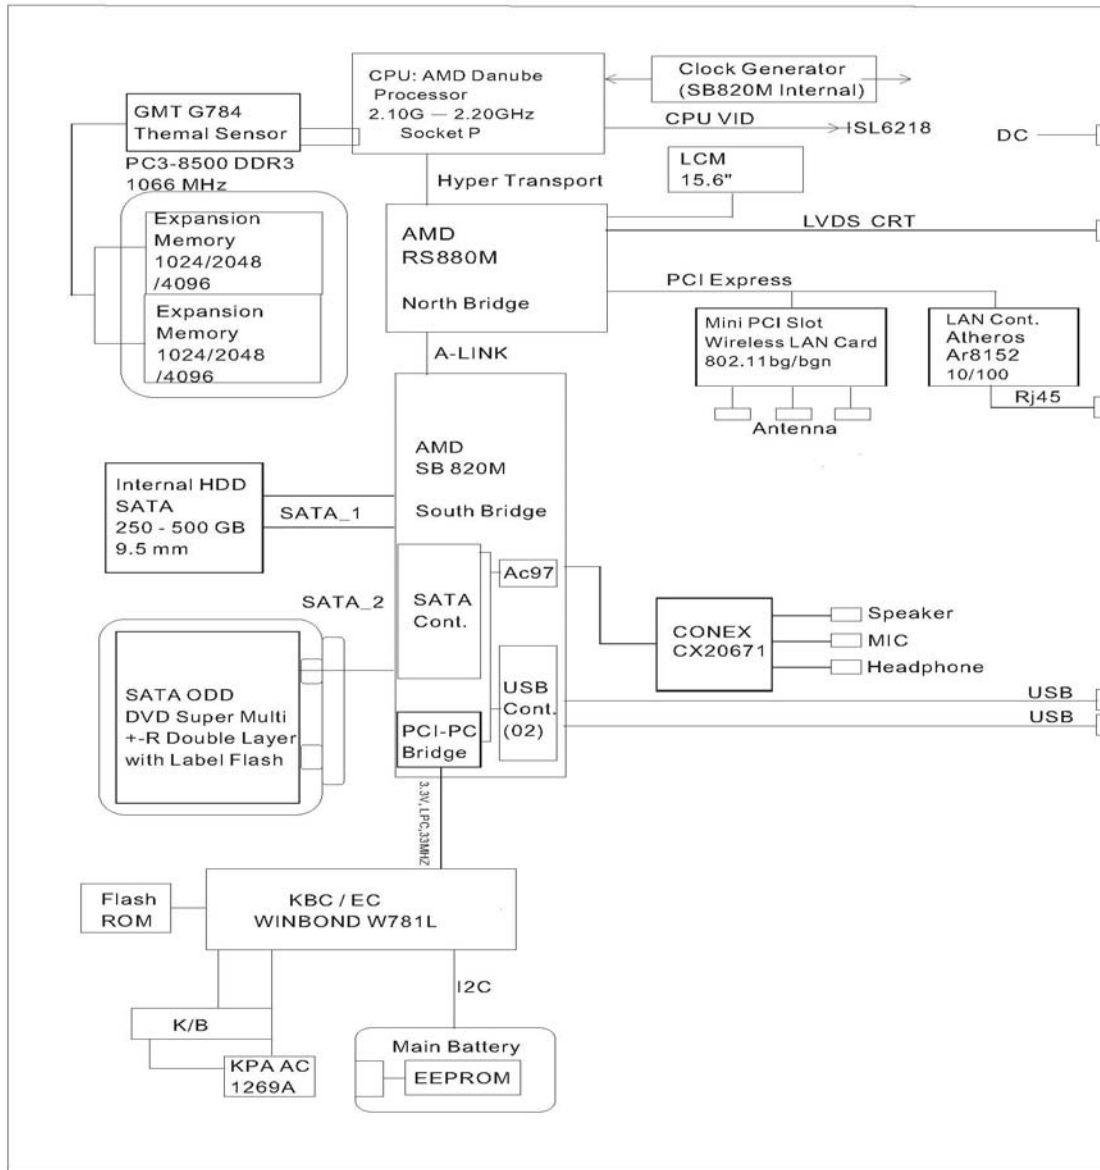 CPU: AMD Danube
Processor
2.10G — 2.20GHz
Socket P
Clock Generator
(SB820M Internal)
GMT G784
Themal Sensor
CPU VID
ISL6218
DC
PC3-8500 DDR3
1066 MHz
LCM
15.6"
Hyper Transport
Expansion
Memory
1024/2048
/4096
Expansion
Memory
1024/2048
/4096
AMD
RS880M
North Bridge
LVDS CRT
PCI Express
Mini PCI Slot
Wireless LAN Card
802.11bg/bgn
LAN Cont.
Atheros
Ar8152
10/100
A-LINK
Rj45
Antenna
AMD
SB 820M
South Bridge
Internal HDD
SATA
250 - 500 GB
9.5 mm
SATA_1
Ac97
SATA_2
SATA
Cont.
CONEX
CX20671
Speaker
MIC
Headphone
USB
Cont.
(02)
USB
USB
SATA ODD
DVD Super Multi
+-R Double Layer
with Label Flash
PCI-PC
Bridge
3.3V, LPC,33MHZ
Flash
ROM
KBC / EC
WINBOND W781L
I2C
K/B
KPA AC
1269A
Main Battery
EEPROM